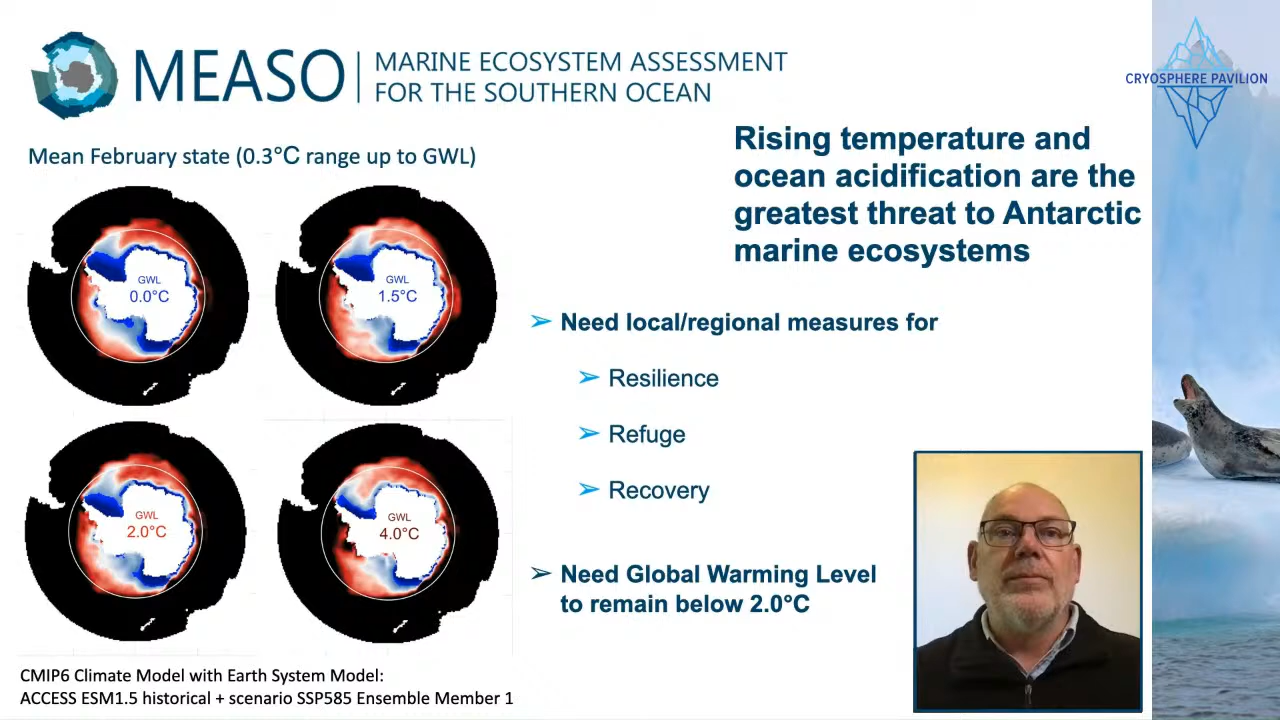 MEASO
MARINE ECOSYSTEM ASSESSMENT
FOR THE SOUTHERN OCEAN
CRYOSPHERE PAVILION
Mean February state (0.3°C range up to GWL)
GWL
0.0°C
GWL
1.5°C
GWL
2.0°C
GWL
4.0°C
CMIP6 Climate Model with Earth System Model:
ACCESS ESM1.5 historical + scenario SSP585 Ensemble Member 1
Rising temperature and
ocean acidification are the
greatest threat to Antarctic
marine ecosystems
➢ Need local/regional measures for
➢ Resilience
➢ Refuge
➢ Recovery
➢ Need Global Warming Level
to remain below 2.0°C